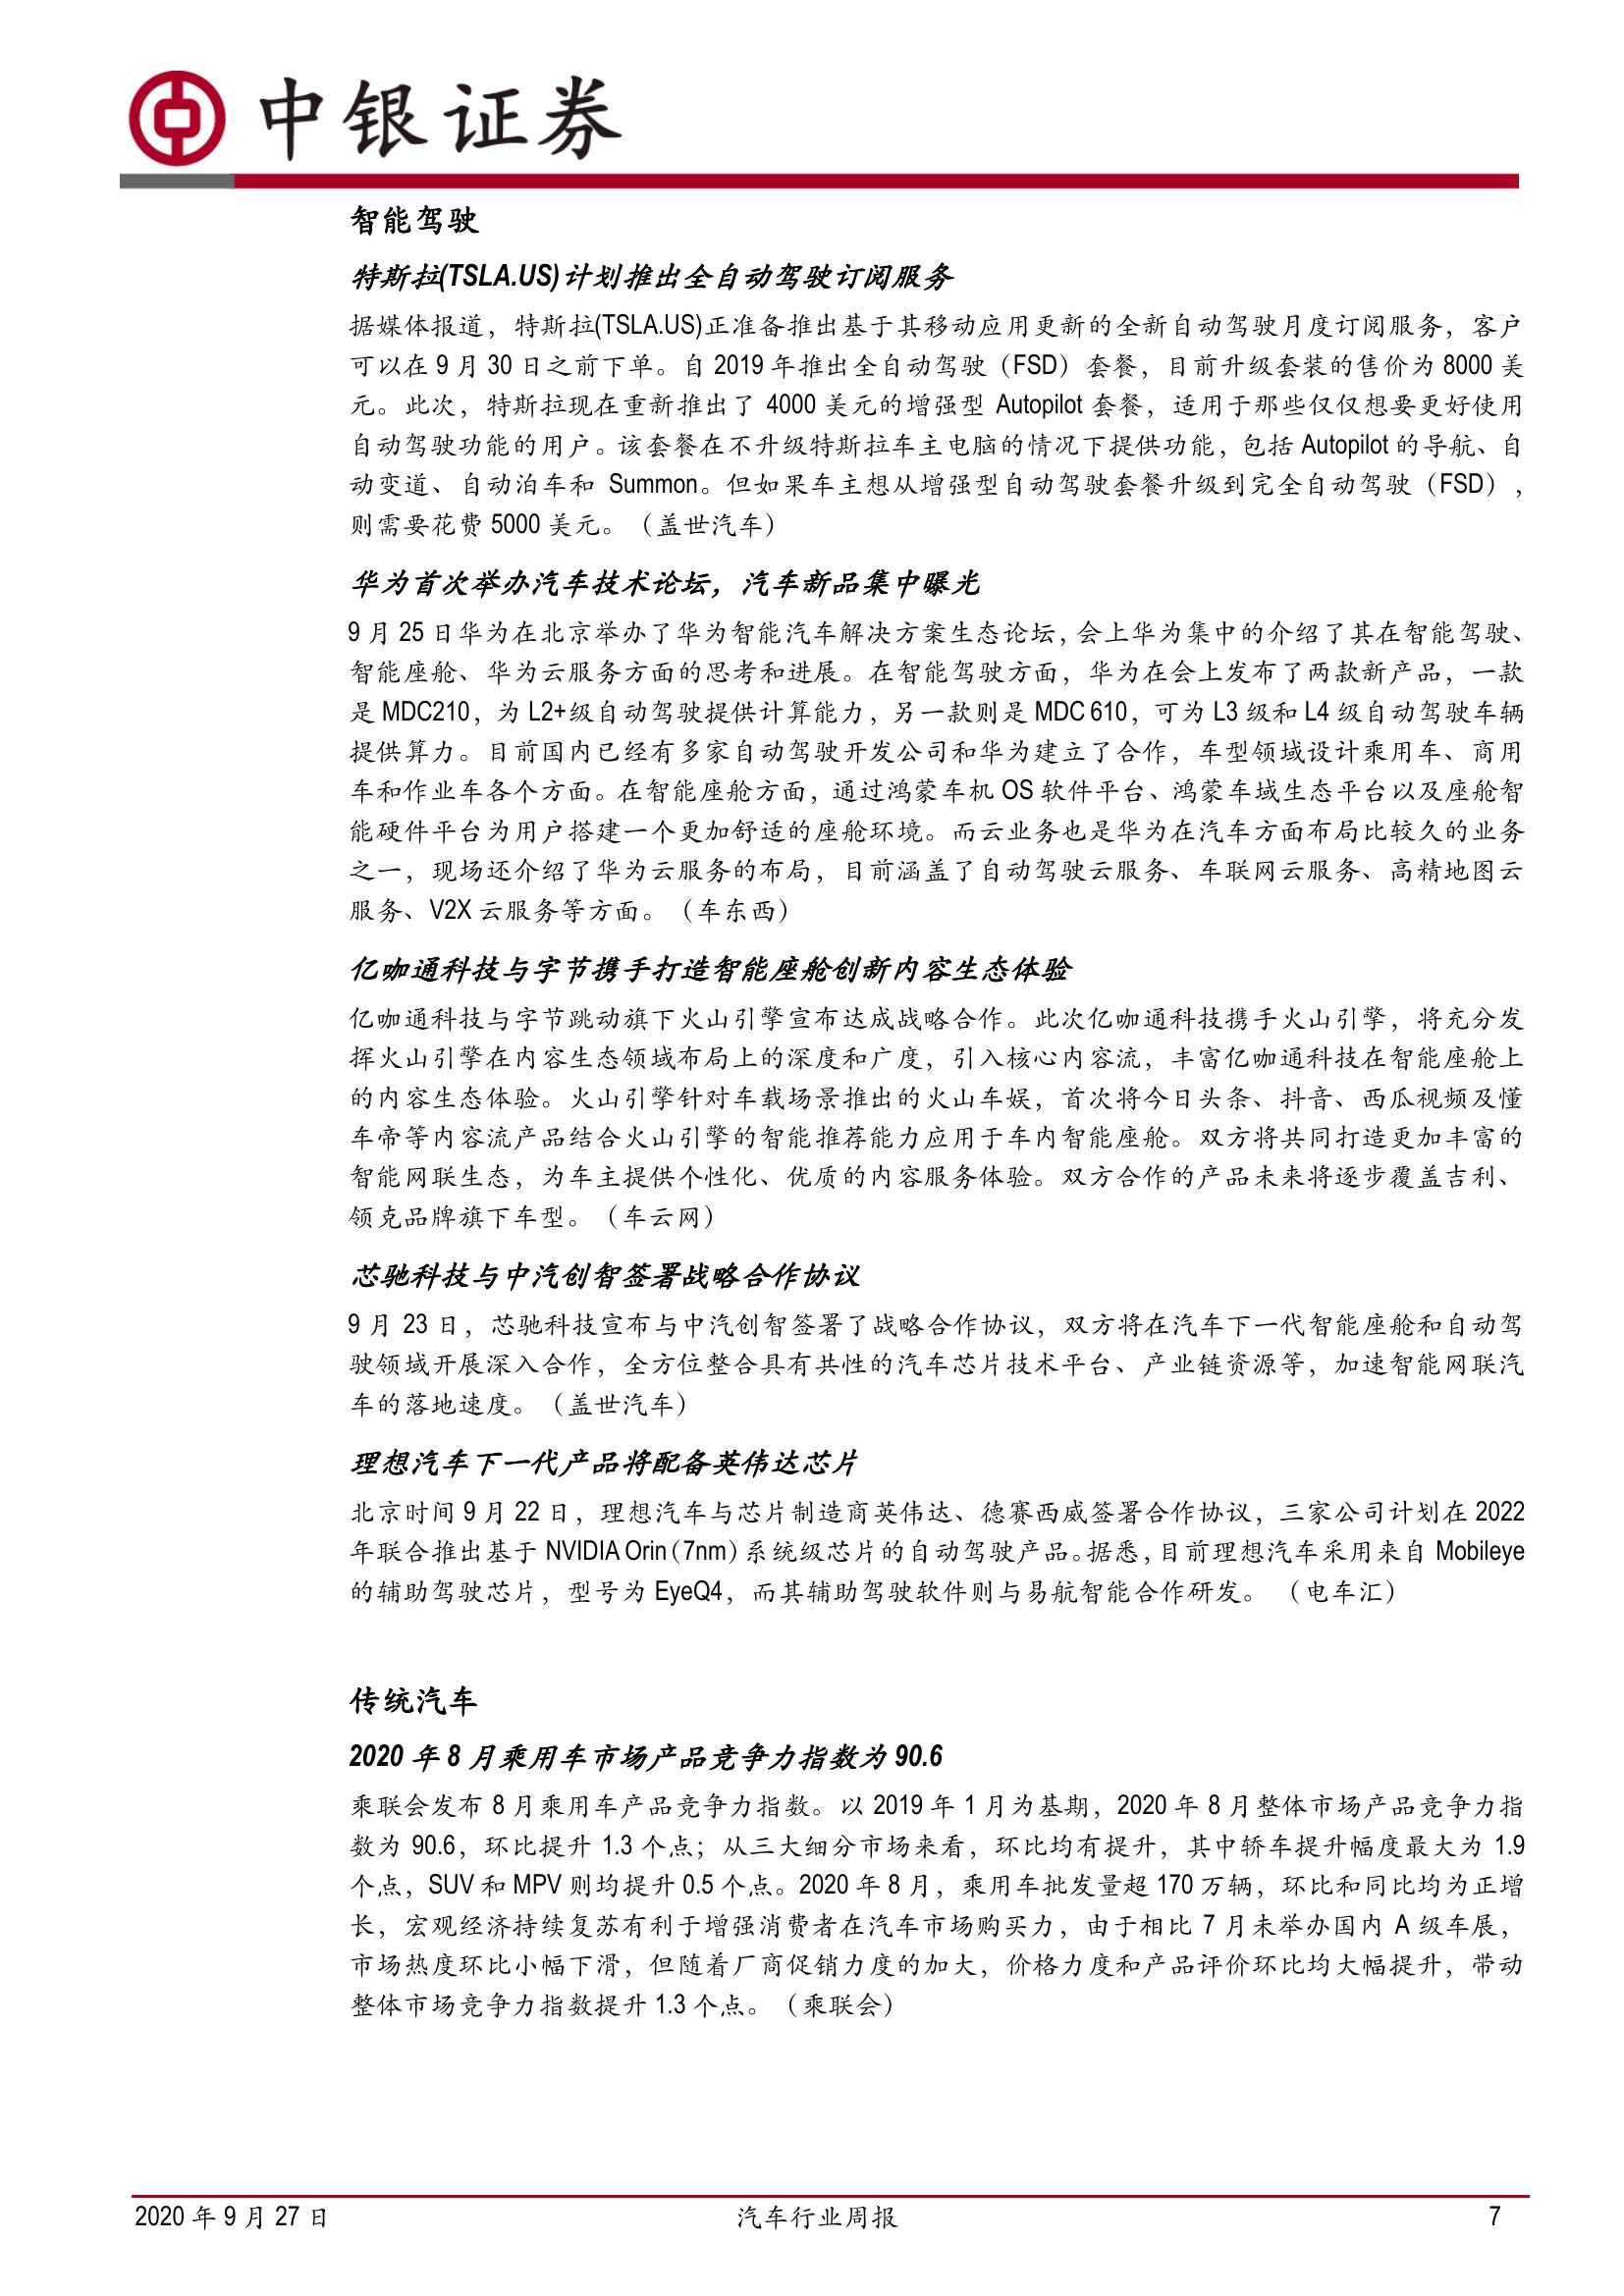 中银证券
智能驾驶
特斯拉(TSLA.US)计划推出全自动驾驶订阅服务
据媒体报道，特斯拉(TSLA.US)正准备推出基于其移动应用更新的全新自动驾驶月度订阅服务，客户
可以在 9 月 30 日之前下单。自 2019 年推出全自动驾驶（FSD）套餐，目前升级套装的售价为 8000 美
元。此次，特斯拉现在重新推出了 4000 美元的增强型 Autopilot 套餐，适用于那些仅仅想要更好使用
自动驾驶功能的用户。该套餐在不升级特斯拉车主电脑的情况下提供功能，包括 Autopilot 的导航、自
动变道、自动泊车和 Summon。但如果车主想从增强型自动驾驶套餐升级到完全自动驾驶（FSD），
则需要花费 5000 美元。（盖世汽车）
华为首次举办汽车技术论坛，汽车新品集中曝光
9 月 25 日华为在北京举办了华为智能汽车解决方案生态论坛，会上华为集中的介绍了其在智能驾驶、
智能座舱、华为云服务方面的思考和进展。在智能驾驶方面，华为在会上发布了两款新产品，一款
是 MDC210，为 L2+级自动驾驶提供计算能力，另一款则是 MDC 610，可为 L3 级和 L4 级自动驾驶车辆
提供算力。目前国内已经有多家自动驾驶开发公司和华为建立了合作，车型领域设计乘用车、商用
车和作业车各个方面。在智能座舱方面，通过鸿蒙车机 OS 软件平台、鸿蒙车域生态平台以及座舱智
能硬件平台为用户搭建一个更加舒适的座舱环境。而云业务也是华为在汽车方面布局比较久的业务
之一，现场还介绍了华为云服务的布局，目前涵盖了自动驾驶云服务、车联网云服务、高精地图云
服务、V2X 云服务等方面。（车东西）
亿咖通科技与字节携手打造智能座舱创新内容生态体验
亿咖通科技与字节跳动旗下火山引擎宣布达成战略合作。此次亿咖通科技携手火山引擎，将充分发
挥火山引擎在内容生态领域布局上的深度和广度，引入核心内容流，丰富亿咖通科技在智能座舱上
的内容生态体验。火山引擎针对车载场景推出的火山车娱，首次将今日头条、抖音、西瓜视频及懂
车帝等内容流产品结合火山引擎的智能推荐能力应用于车内智能座舱。双方将共同打造更加丰富的
智能网联生态，为车主提供个性化、优质的内容服务体验。双方合作的产品未来将逐步覆盖吉利、
领克品牌旗下车型。（车云网）
芯驰科技与中汽创智签署战略合作协议
9 月 23 日，芯驰科技宣布与中汽创智签署了战略合作协议，双方将在汽车下一代智能座舱和自动驾
驶领域开展深入合作，全方位整合具有共性的汽车芯片技术平台、产业链资源等，加速智能网联汽
车的落地速度。（盖世汽车）
理想汽车下一代产品将配备英伟达芯片
北京时间 9 月 22 日，理想汽车与芯片制造商英伟达、德赛西威签署合作协议，三家公司计划在 2022
年联合推出基于 NVIDIA Orin（7nm）系统级芯片的自动驾驶产品。据悉，目前理想汽车采用来自 Mobileye
的辅助驾驶芯片，型号为 EyeQ4，而其辅助驾驶软件则与易航智能合作研发。 （电车汇）
传统汽车
2020 年 8 月乘用车市场产品竞争力指数为 90.6
乘联会发布 8 月乘用车产品竞争力指数。以 2019 年 1 月为基期，2020 年 8 月整体市场产品竞争力指
数为 90.6，环比提升 1.3 个点；从三大细分市场来看，环比均有提升，其中轿车提升幅度最大为 1.9
个点，SUV 和 MPV 则均提升 0.5 个点。2020 年 8 月，乘用车批发量超 170 万辆，环比和同比均为正增
长，宏观经济持续复苏有利于增强消费者在汽车市场购买力，由于相比 7 月未举办国内 A 级车展，
市场热度环比小幅下滑，但随着厂商促销力度的加大，价格力度和产品评价环比均大幅提升，带动
整体市场竞争力指数提升 1.3 个点。（乘联会）
2020 年 9 月 27 日 汽车行业周报 7